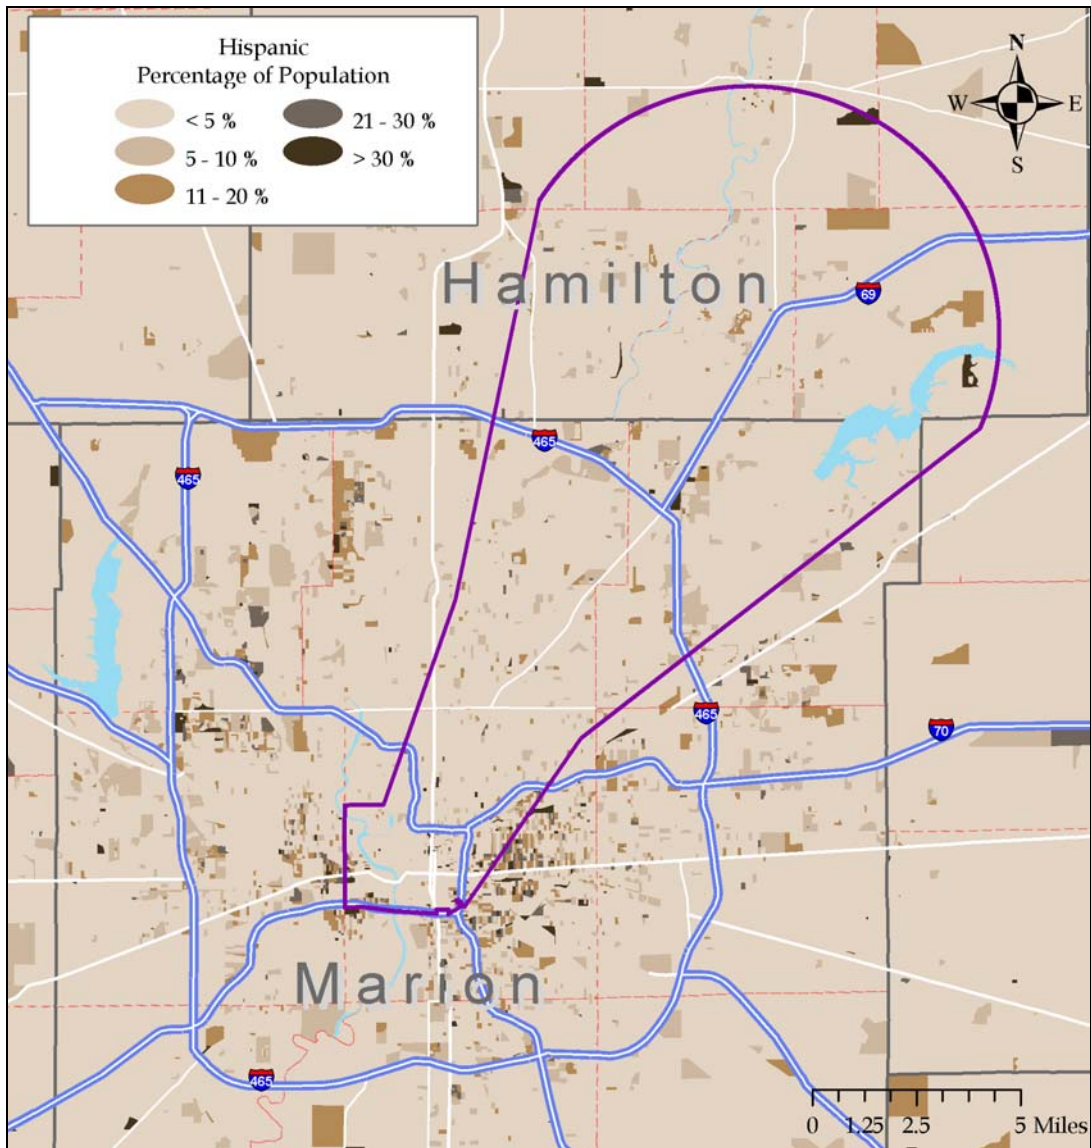 Hispanic
Percentage of Population
< 5 %
21 - 30 %
5 - 10 %
> 30 %
11 - 20 %
N
W
E
S
Hamilton
69
465
465
465
70
Marion
465
0 1.25 2.5 5 Miles